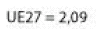 UE27 = 2,09